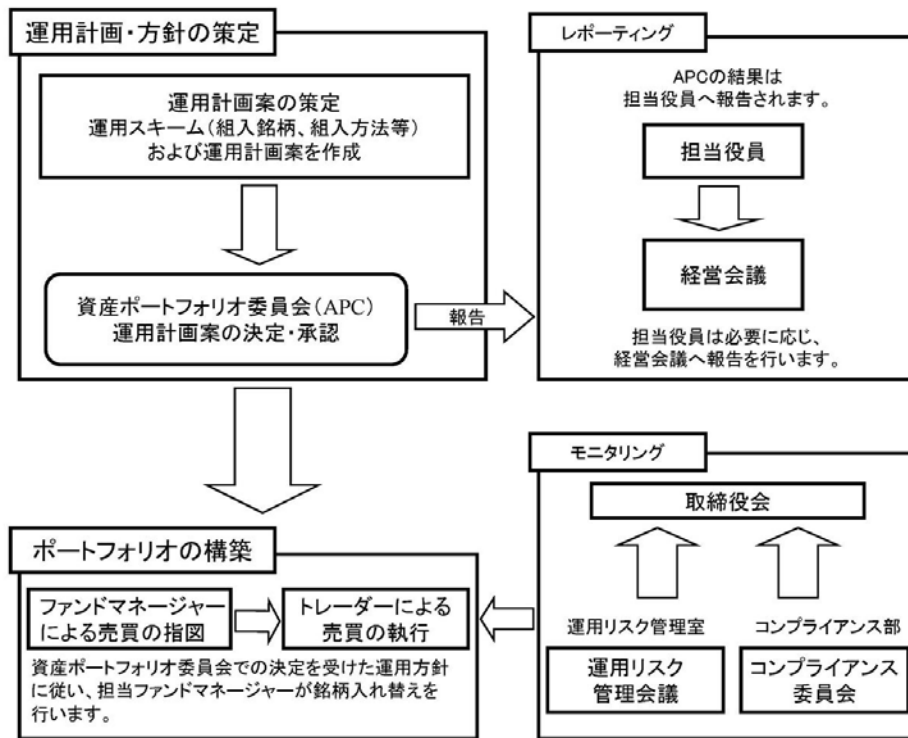 運用計画・方針の策定
運用計画案の策定
運用スキーム(組入銘柄、組入方法等)
および運用計画案を作成
資産ポートフォリオ委員会(APC)
運用計画案の決定・承認
報告
レポーティング
APCの結果は
担当役員へ報告されます。
担当役員
経営会議
担当役員は必要に応じ、
経営会議へ報告を行います。
ポートフォリオの構築
ファンドマネージャー
による売買の指図
トレーダーによる
売買の執行
資産ポートフォリオ委員会での決定を受けた運用方針
に従い、担当ファンドマネージャーが銘柄入れ替えを
行います。
モニタリング
取締役会
運用リスク管理室
運用リスク
管理会議
コンプライアンス部
コンプライアンス
委員会